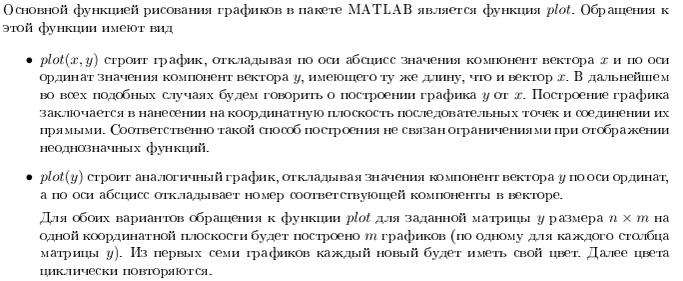 Основной функцией рисования графиков в пакете MATLAB является функция plot. Обращения к
этой функции имеют вид
• plot(x, y) строит график, откладывая по оси абсцисс значения компонент вектора x и по оси
ординат значения компонент вектора y, имеющего ту же длину, что и вектор x. В дальнейшем
во всех подобных случаях будем говорить о построении графика y от x. Построение графика
заключается в нанесении на координатную плоскость последовательных точек и соединении их
прямыми. Соответственно такой способ построения не связан ограничениями при отображении
неоднозначных функций.
• plot(y) строит аналогичный график, откладывая значения компонент вектора y по оси ординат,
а по оси абсцисс откладывает номер соответствующей компоненты в векторе.
Для обоих вариантов обращения к функции plot для заданной матрицы y размера n × m на
одной координатной плоскости будет построено m графиков (по одному для каждого столбца
матрицы y). Из первых семи графиков каждый новый будет иметь свой цвет. Далее цвета
циклически повторяются.